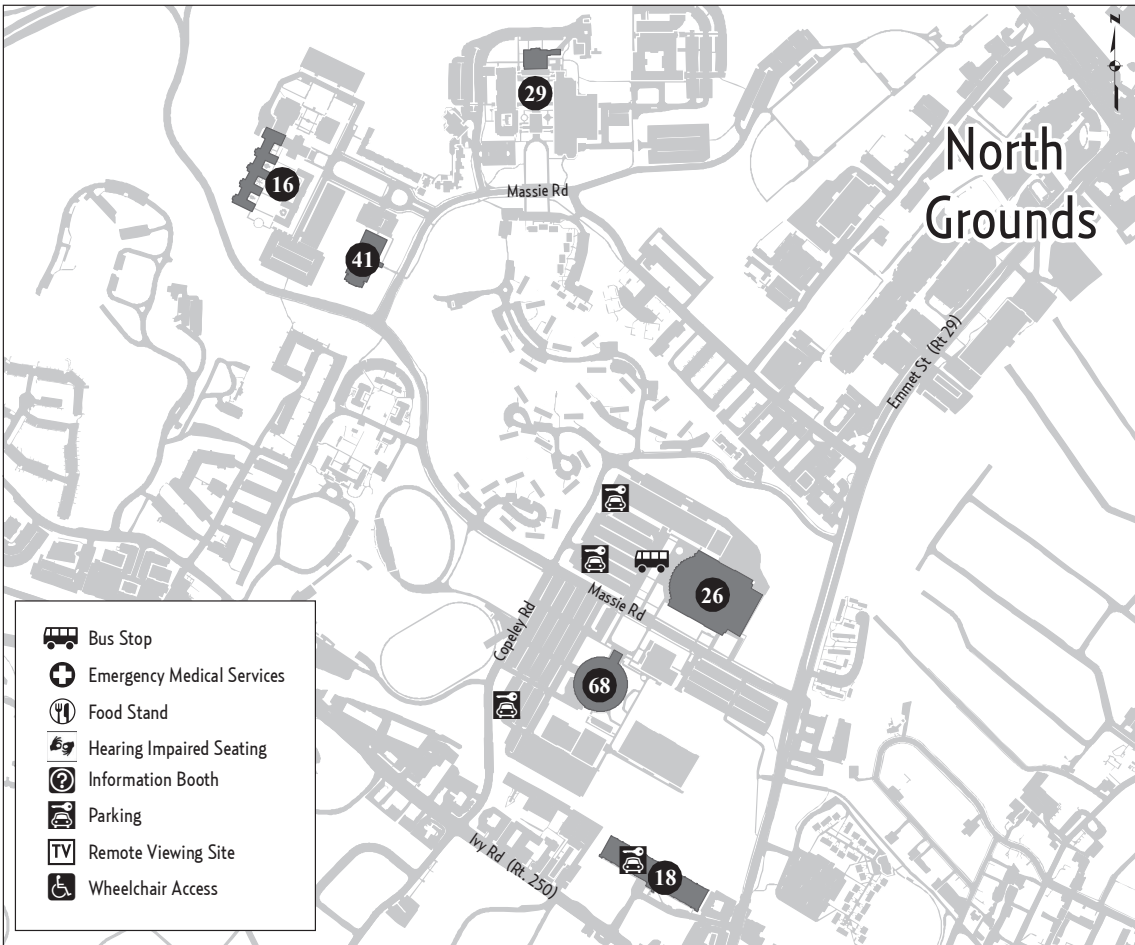 N
29
North
Grounds
16
Massie Rd
41
Emmet St (Rt 29)
26
Massie Rd
Copeley Rd
68
Bus Stop
Emergency Medical Services
Food Stand
Hearing Impaired Seating
? Information Booth
Parking
TV Remote Viewing Site
Wheelchair Access
Ivy Rd (Rt. 250)
18